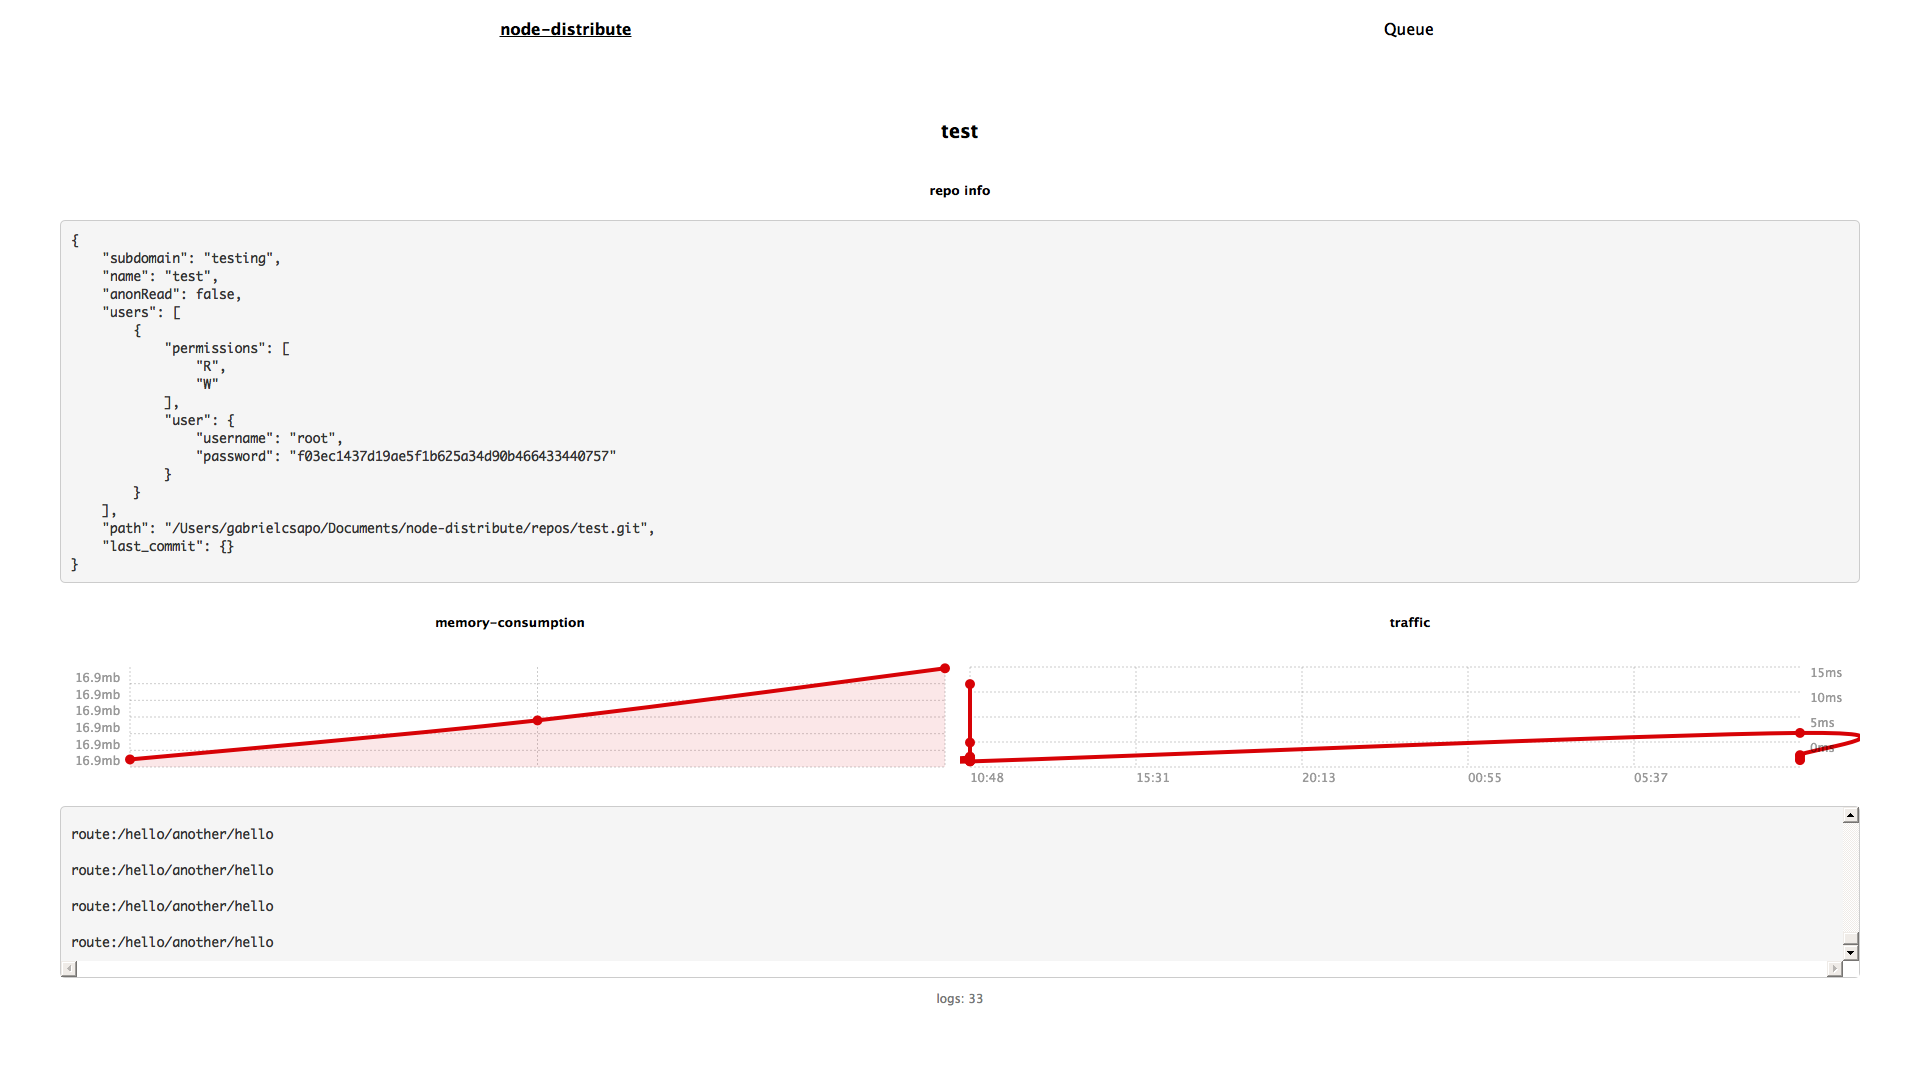 node-distribute
Queue
test
repo info
{
    "subdomain": "testing",
    "name": "test",
    "anonRead": false,
    "users": [
        {
            "permissions": [
                "R",
                "W"
            ],
            "user": {
                "username": "root",
                "password": "f03ec1437d19ae5f1b625a34d90b466433440757"
            }
        }
    ],
    "path": "/Users/gabrielcsapo/Documents/node-distribute/repos/test.git",
    "last_commit": {}
}
memory-consumption
16.9mb
16.9mb
16.9mb
16.9mb
16.9mb
16.9mb
traffic
15ms
10ms
5ms
0ms
10:48 15:31 20:13 00:55 05:37
route:/hello/another/hello
route:/hello/another/hello
route:/hello/another/hello
route:/hello/another/hello
logs: 33